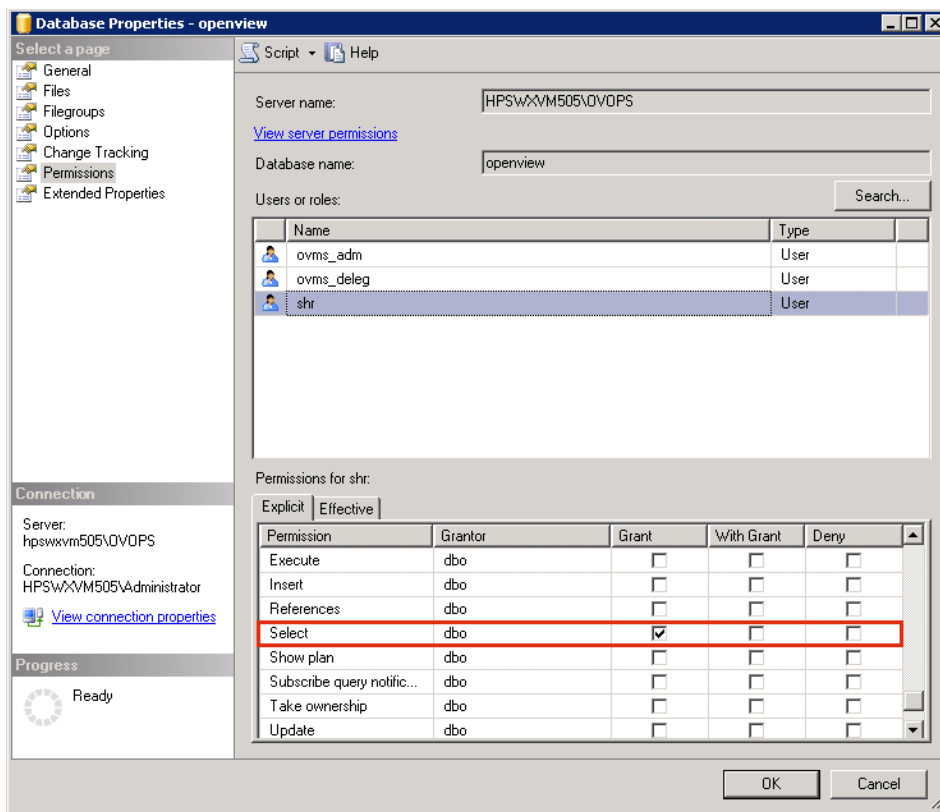 Database Properties - openview
Select a page
General
Files
Filegroups
Options
Change Tracking
Permissions
Extended Properties
Script Help
Server name: HPSWXVM505\OVOPS
View server permissions
Database name: openview
Users or roles: Search...
Name Type
ovms_adm User
ovms_deleg User
shr User
Permissions for shr:
Explicit Effective
Permission Grantor Grant With Grant Deny
Execute dbo
Insert dbo
References dbo
Select dbo
Show plan dbo
Subscribe query notific... dbo
Take ownership dbo
Update dbo
Connection
Server:
hpswxvm505\OVOPS
Connection:
HPSWXVM505\Administrator
View connection properties
Progress
Ready
OK Cancel